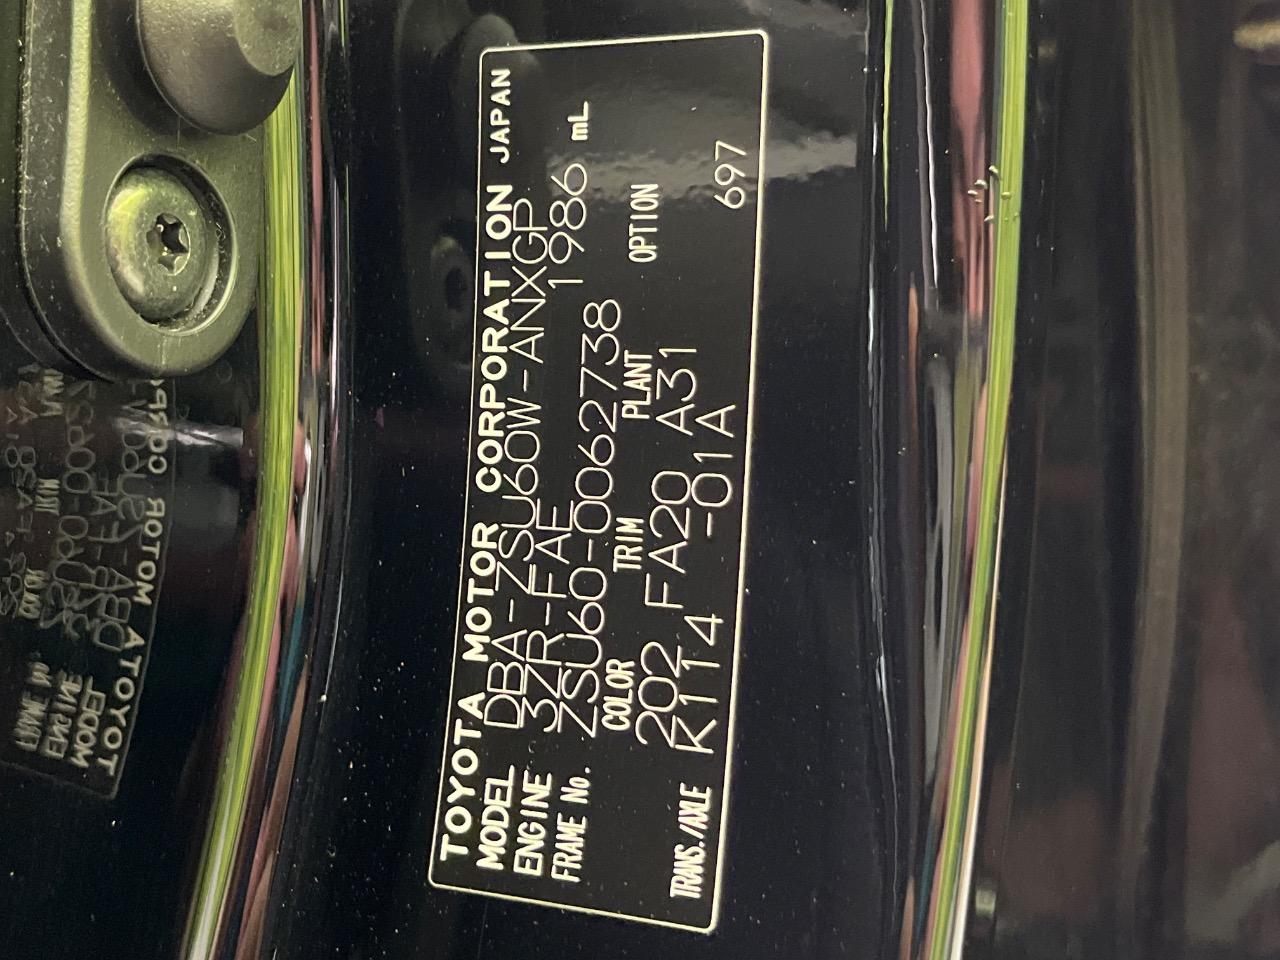 TOYOTA MOTOR CORPORATION JAPAN
MODEL DBA-ZSU60W-ANXGP
ENGINE 3ZR-FAE 1986 mL
FRAME No. ZSU60-0062738
COLOR TRIM PLANT OPTION
202 FA20 A31
TRANS./AXLE K114 -01A 697